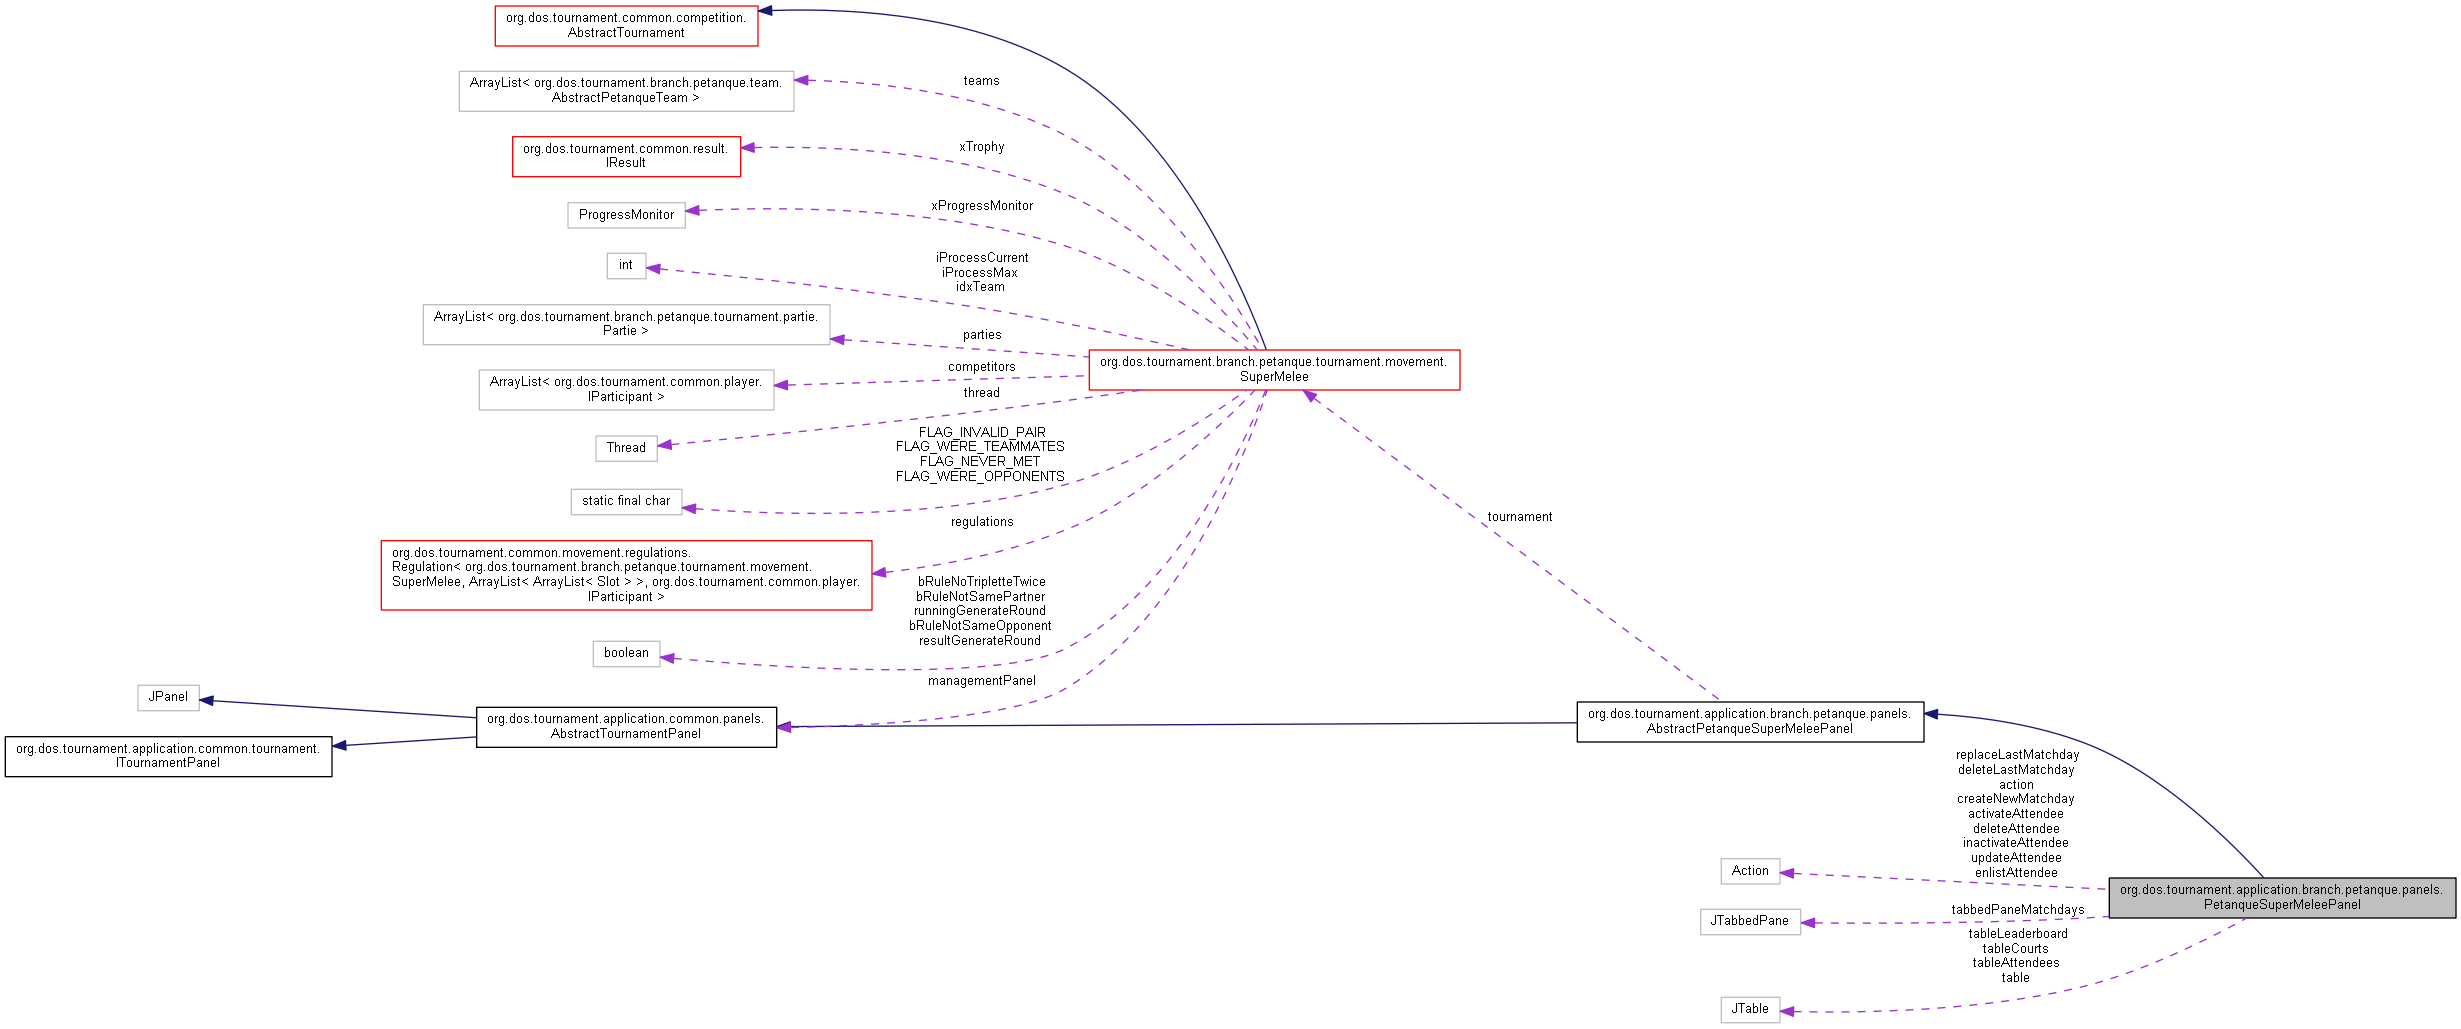 org.dos.tournament.common.competition.
AbstractTournament
ArrayList< org.dos.tournament.branch.petanque.team.
AbstractPetanqueTeam >
teams
org.dos.tournament.common.result.
IResult
xTrophy
ProgressMonitor
xProgressMonitor
int
iProcessCurrent
iProcessMax
idxTeam
ArrayList< org.dos.tournament.branch.petanque.tournament.partie.
Partie >
parties
ArrayList< org.dos.tournament.common.player.
IParticipant >
competitors
org.dos.tournament.branch.petanque.tournament.movement.
SuperMelee
Thread
thread
static final char
FLAG_INVALID_PAIR
FLAG_WERE_TEAMMATES
FLAG_NEVER_MET
FLAG_WERE_OPPONENTS
org.dos.tournament.common.movement.regulations.
Regulation< org.dos.tournament.branch.petanque.tournament.movement.
SuperMelee, ArrayList< ArrayList< Slot > >, org.dos.tournament.common.player.
IParticipant >
regulations
tournament
boolean
bRuleNoTripletteTwice
bRuleNotSamePartner
runningGenerateRound
bRuleNotSameOpponent
resultGenerateRound
managementPanel
JPanel
org.dos.tournament.application.common.tournament.
ITournamentPanel
org.dos.tournament.application.common.panels.
AbstractTournamentPanel
org.dos.tournament.application.branch.petanque.panels.
AbstractPetanqueSuperMeleePanel
replaceLastMatchday
deleteLastMatchday
action
createNewMatchday
activateAttendee
deleteAttendee
inactivateAttendee
updateAttendee
enlistAttendee
Action
org.dos.tournament.application.branch.petanque.panels.
PetanqueSuperMeleePanel
JTabbedPane
tabbedPaneMatchdays
tableLeaderboard
tableCourts
tableAttendees
table
JTable